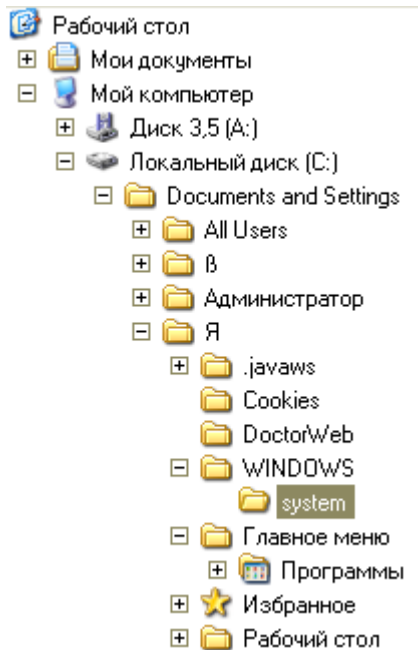 Рабочий стол
Мои документы
Мой компьютер
Диск 3,5 (A:)
Локальный диск (C:)
Documents and Settings
All Users
ß
Администратор
Я
.javaws
Cookies
DoctorWeb
WINDOWS
system
Главное меню
Программы
Избранное
Рабочий стол